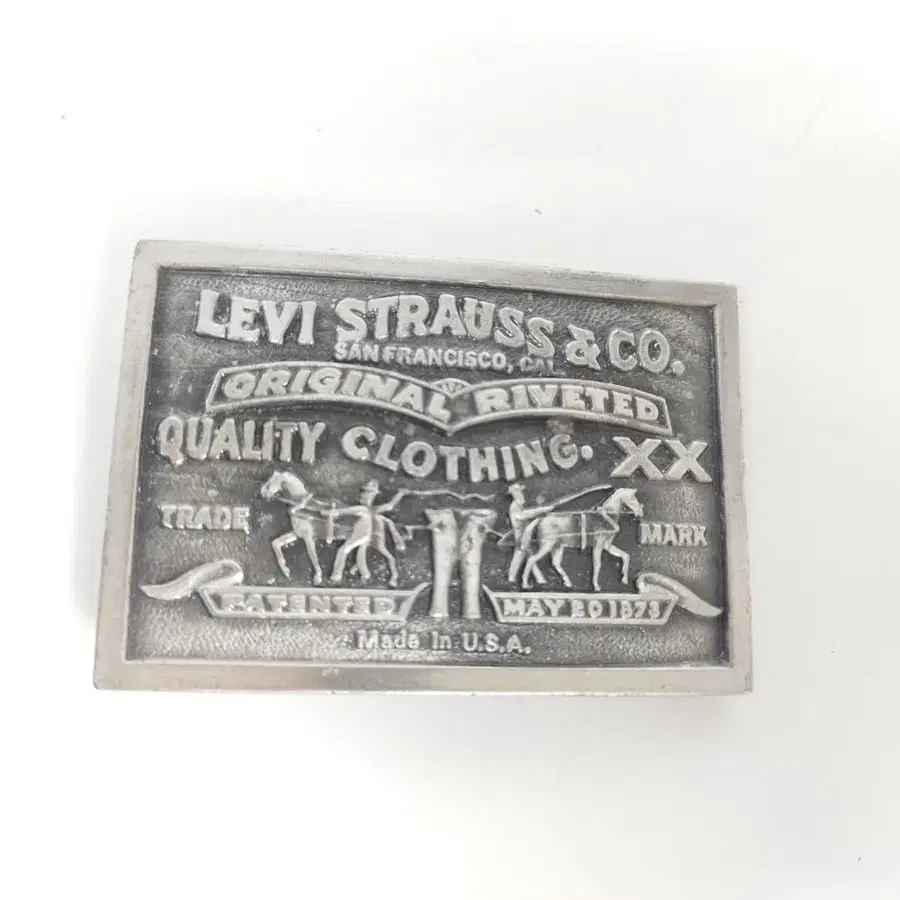 LEVI STRAUSS & CO.
SAN FRANCISCO, CAL
ORIGINAL RIVETED
QUALITY CLOTHING. XX
TRADE MARK
PATENTED MAY 20 1873
Made in U.S.A.